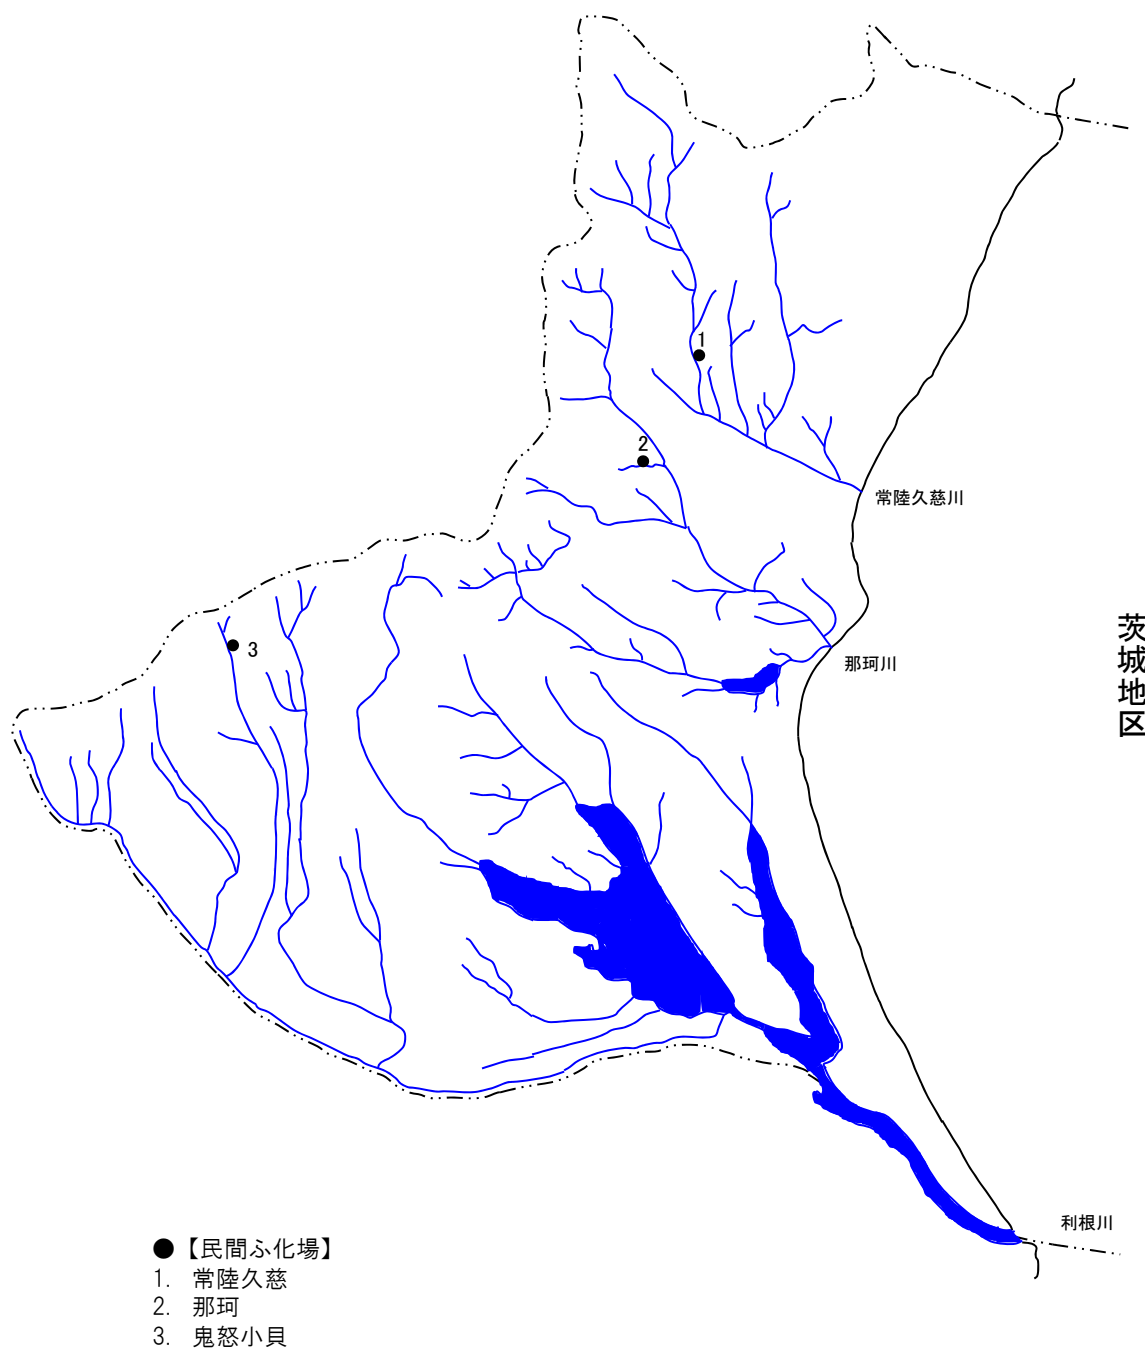 1
2
常陸久慈川
3
那珂川
茨城地区
利根川
●【民間ふ化場】
1. 常陸久慈
2. 那珂
3. 鬼怒小貝